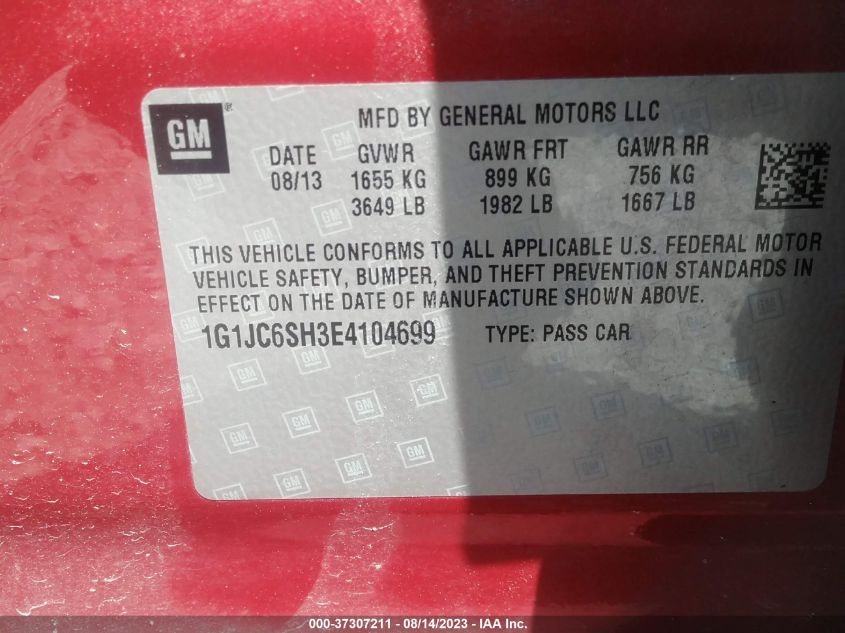 GM ®
MFD BY GENERAL MOTORS LLC
DATE GVWR GAWR FRT GAWR RR
08/13 1655 KG 899 KG 756 KG
3649 LB 1982 LB 1667 LB
THIS VEHICLE CONFORMS TO ALL APPLICABLE U.S. FEDERAL MOTOR
VEHICLE SAFETY, BUMPER, AND THEFT PREVENTION STANDARDS IN
EFFECT ON THE DATE OF MANUFACTURE SHOWN ABOVE.
1G1JC6SH3E4104699 TYPE: PASS CAR
000-37307211 - 08/14/2023 - IAA Inc.